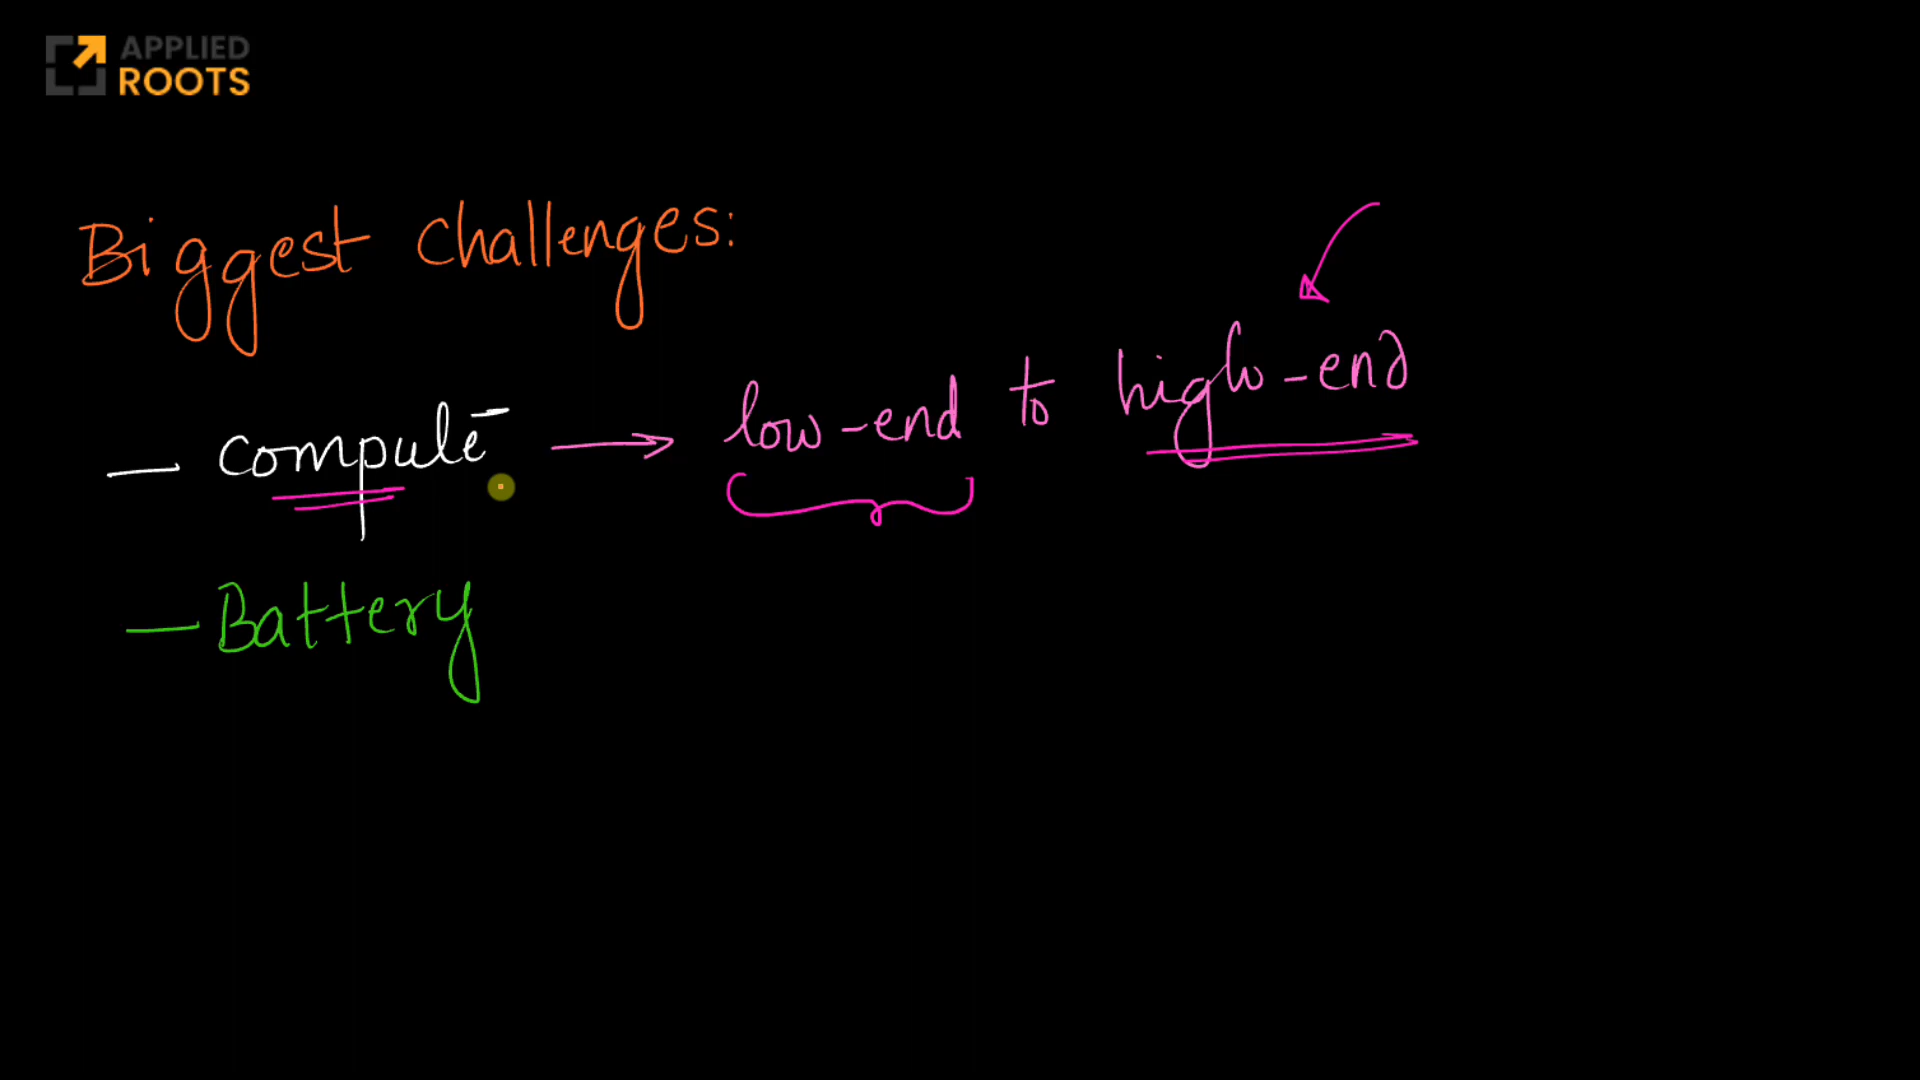 APPLIED
ROOTS
Biggest Challenges:
— compute → low-end to high-end
— Battery